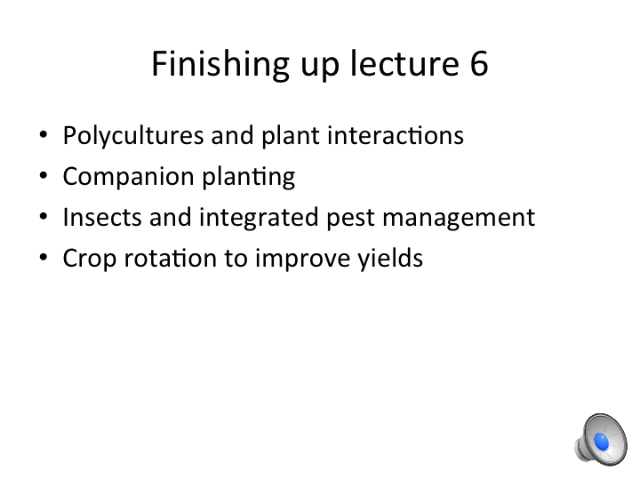 Finishing up lecture 6
• Polycultures and plant interactions
• Companion planting
• Insects and integrated pest management
• Crop rotation to improve yields